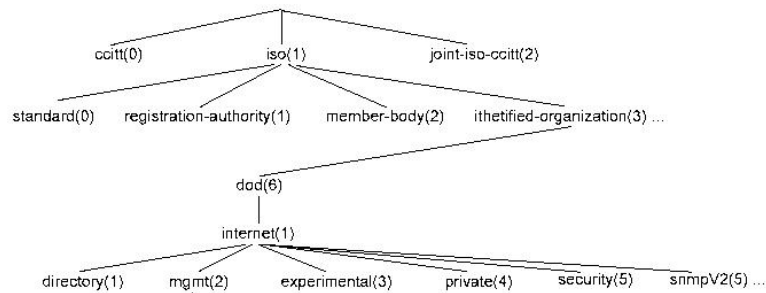 ccitt(0) iso(1) joint-iso-ccitt(2)
standard(0) registration-authority(1) member-body(2) ithetified-organization(3) ...
dod(6)
internet(1)
directory(1) mgmt(2) experimental(3) private(4) security(5) snmpV2(5) ...